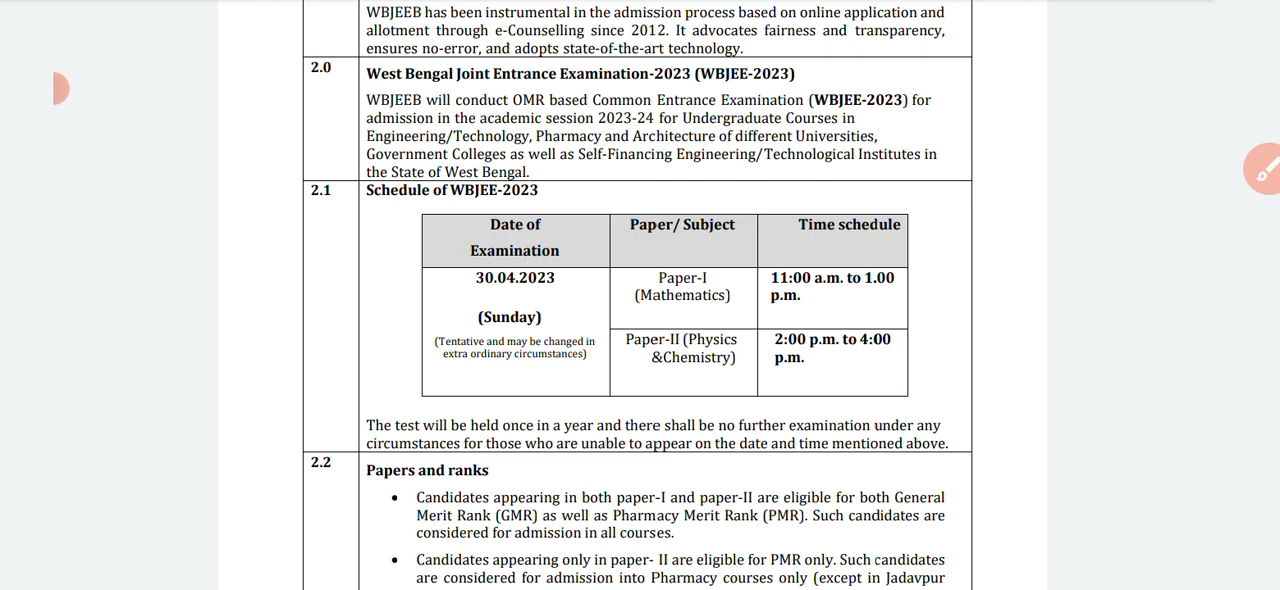 WBJEEB has been instrumental in the admission process based on online application and
allotment through e-Counselling since 2012. It advocates fairness and transparency,
ensures no-error, and adopts state-of-the-art technology.
2.0
West Bengal Joint Entrance Examination-2023 (WBJEE-2023)
WBJEEB will conduct OMR based Common Entrance Examination (WBJEE-2023) for
admission in the academic session 2023-24 for Undergraduate Courses in
Engineering/Technology, Pharmacy and Architecture of different Universities,
Government Colleges as well as Self-Financing Engineering/Technological Institutes in
the State of West Bengal.
2.1
Schedule of WBJEE-2023
Date of
Examination
Paper/ Subject
Time schedule
30.04.2023
(Sunday)
(Tentative and may be changed in
extra ordinary circumstances)
Paper-I
(Mathematics)
11:00 a.m. to 1.00
p.m.
Paper-II (Physics
&Chemistry)
2:00 p.m. to 4:00
p.m.
The test will be held once in a year and there shall be no further examination under any
circumstances for those who are unable to appear on the date and time mentioned above.
2.2
Papers and ranks
• Candidates appearing in both paper-I and paper-II are eligible for both General
Merit Rank (GMR) as well as Pharmacy Merit Rank (PMR). Such candidates are
considered for admission in all courses.
• Candidates appearing only in paper- II are eligible for PMR only. Such candidates
are considered for admission into Pharmacy courses only (except in Jadavpur
D